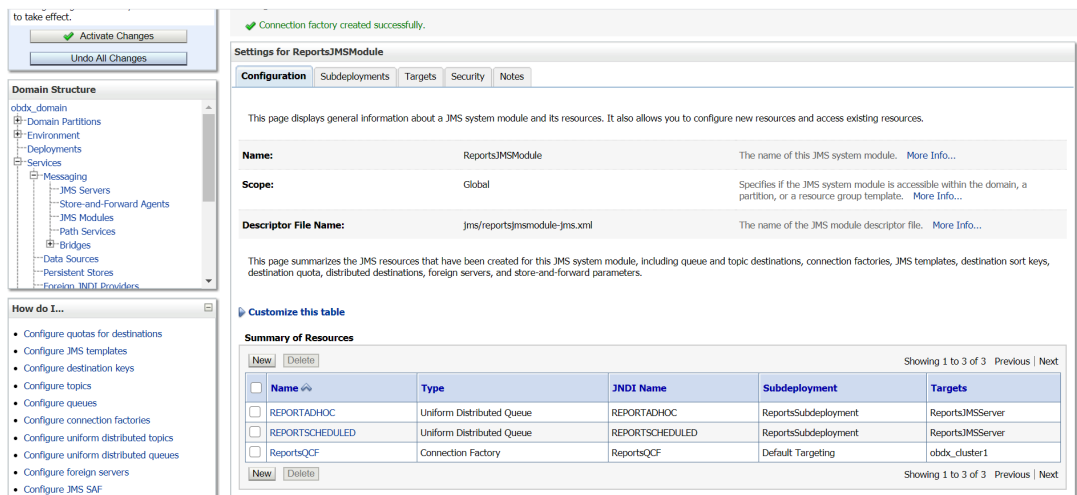 to take effect.
Activate Changes
Undo All Changes
Domain Structure
obdx_domain
Domain Partitions
Environment
Deployments
Services
Messaging
JMS Servers
Store-and-Forward Agents
JMS Modules
Path Services
Bridges
Data Sources
Persistent Stores
Foreign JNDI Providers
How do I...
Configure quotas for destinations
Configure JMS templates
Configure destination keys
Configure topics
Configure queues
Configure connection factories
Configure uniform distributed topics
Configure uniform distributed queues
Configure foreign servers
Configure JMS SAF
Connection factory created successfully.
Settings for ReportsJMSModule
Configuration Subdeployments Targets Security Notes
This page displays general information about a JMS system module and its resources. It also allows you to configure new resources and access existing resources.
Name: ReportsJMSModule The name of this JMS system module. More Info...
Scope: Global Specifies if the JMS system module is accessible within the domain, a
partition, or a resource group template. More Info...
Descriptor File Name: jms/reportsjmsmodule-jms.xml The name of the JMS module descriptor file. More Info...
This page summarizes the JMS resources that have been created for this JMS system module, including queue and topic destinations, connection factories, JMS templates, destination sort keys,
destination quota, distributed destinations, foreign servers, and store-and-forward parameters.
Customize this table
Summary of Resources
New Delete Showing 1 to 3 of 3 Previous | Next
Name Type JNDI Name Subdeployment Targets
REPORTADHOC Uniform Distributed Queue REPORTADHOC ReportsSubdeployment ReportsJMSServer
REPORTSCHEDULED Uniform Distributed Queue REPORTSCHEDULED ReportsSubdeployment ReportsJMSServer
ReportsQCF Connection Factory ReportsQCF Default Targeting obdx_cluster1
New Delete Showing 1 to 3 of 3 Previous | Next